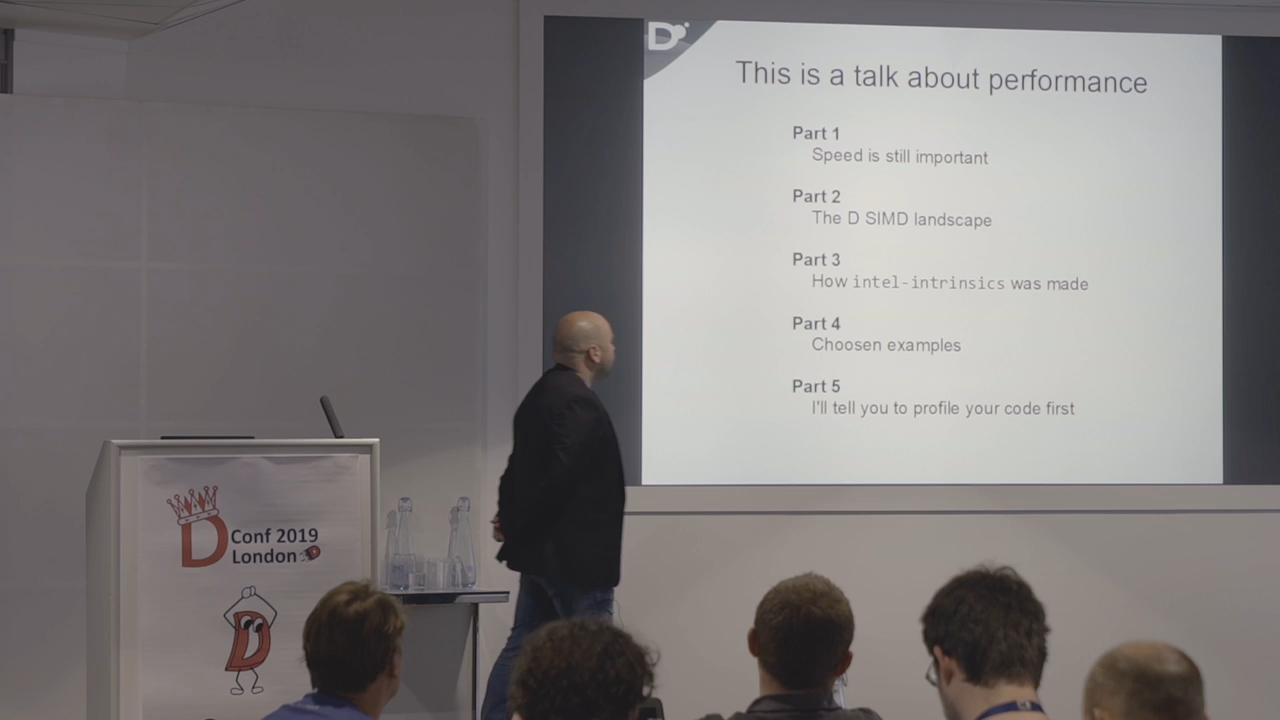 D
This is a talk about performance
Part 1
Speed is still important
Part 2
The D SIMD landscape
Part 3
How intel-intrinsics was made
Part 4
Choosen examples
Part 5
I'll tell you to profile your code first
D Conf 2019
London
D